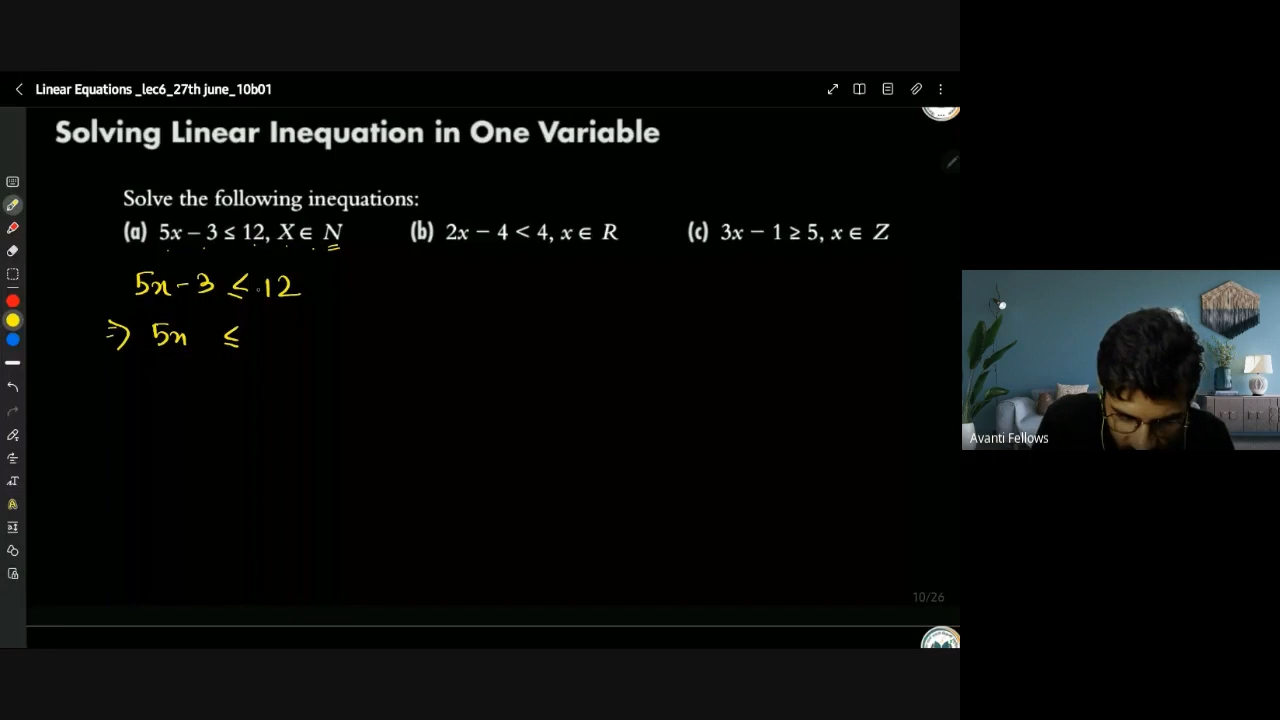 Linear Equations _lec6_27th june_10b01
Solving Linear Inequation in One Variable
Solve the following inequations:
(a) 5x – 3 ≤ 12, X ∈ N (b) 2x − 4 < 4, x ∈ R (c) 3x − 1 ≥ 5, x ∈ Z
5x - 3 ≤ 12
⇒ 5x ≤
Avanti Fellows
10/26